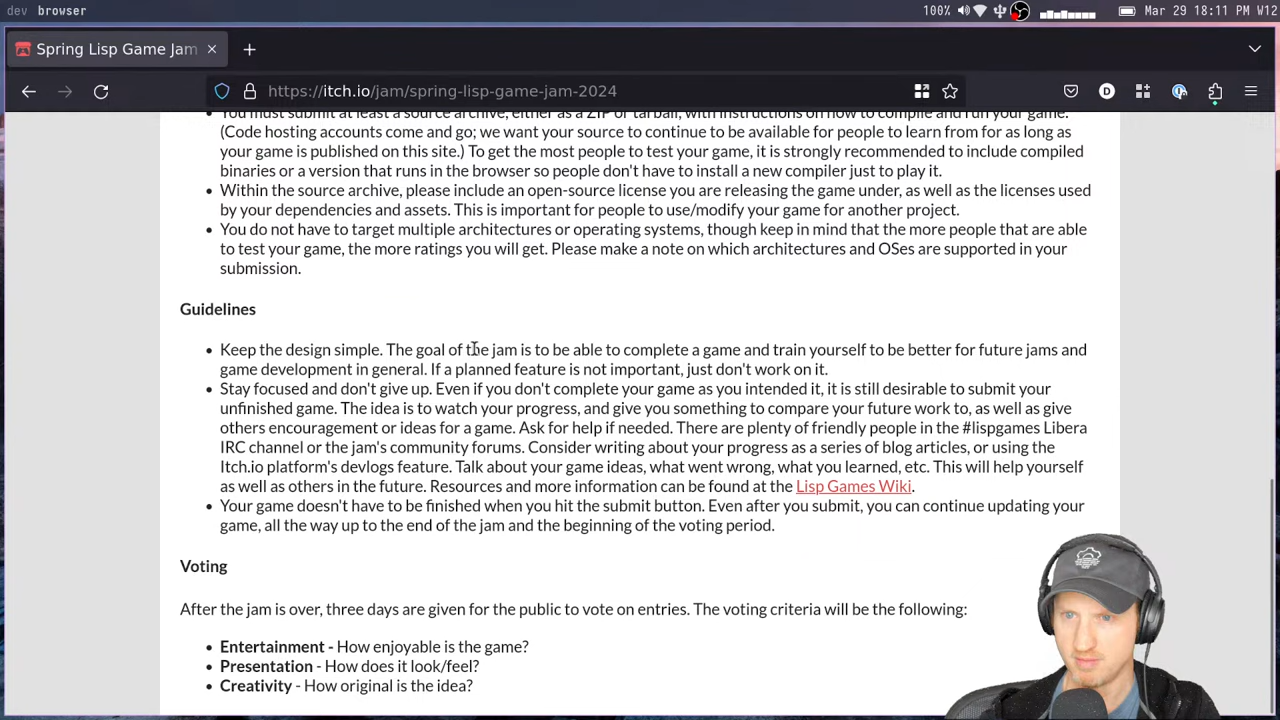 dev browser
100%
Mar 29 18:11 W12
Spring Lisp Game Jam
https://itch.io/jam/spring-lisp-game-jam-2024
You must submit at least a source archive, either as a ZIP or tarball, with instructions on how to compile and run your game.
(Code hosting accounts come and go; we want your source to continue to be available for people to learn from for as long as
your game is published on this site.) To get the most people to test your game, it is strongly recommended to include compiled
binaries or a version that runs in the browser so people don't have to install a new compiler just to play it.
Within the source archive, please include an open-source license you are releasing the game under, as well as the licenses used
by your dependencies and assets. This is important for people to use/modify your game for another project.
You do not have to target multiple architectures or operating systems, though keep in mind that the more people that are able
to test your game, the more ratings you will get. Please make a note on which architectures and OSes are supported in your
submission.
Guidelines
Keep the design simple. The goal of the jam is to be able to complete a game and train yourself to be better for future jams and
game development in general. If a planned feature is not important, just don't work on it.
Stay focused and don't give up. Even if you don't complete your game as you intended it, it is still desirable to submit your
unfinished game. The idea is to watch your progress, and give you something to compare your future work to, as well as give
others encouragement or ideas for a game. Ask for help if needed. There are plenty of friendly people in the #lispgames Libera
IRC channel or the jam's community forums. Consider writing about your progress as a series of blog articles, or using the
Itch.io platform's devlogs feature. Talk about your game ideas, what went wrong, what you learned, etc. This will help yourself
as well as others in the future. Resources and more information can be found at the Lisp Games Wiki.
Your game doesn't have to be finished when you hit the submit button. Even after you submit, you can continue updating your
game, all the way up to the end of the jam and the beginning of the voting period.
Voting
After the jam is over, three days are given for the public to vote on entries. The voting criteria will be the following:
Entertainment - How enjoyable is the game?
Presentation - How does it look/feel?
Creativity - How original is the idea?